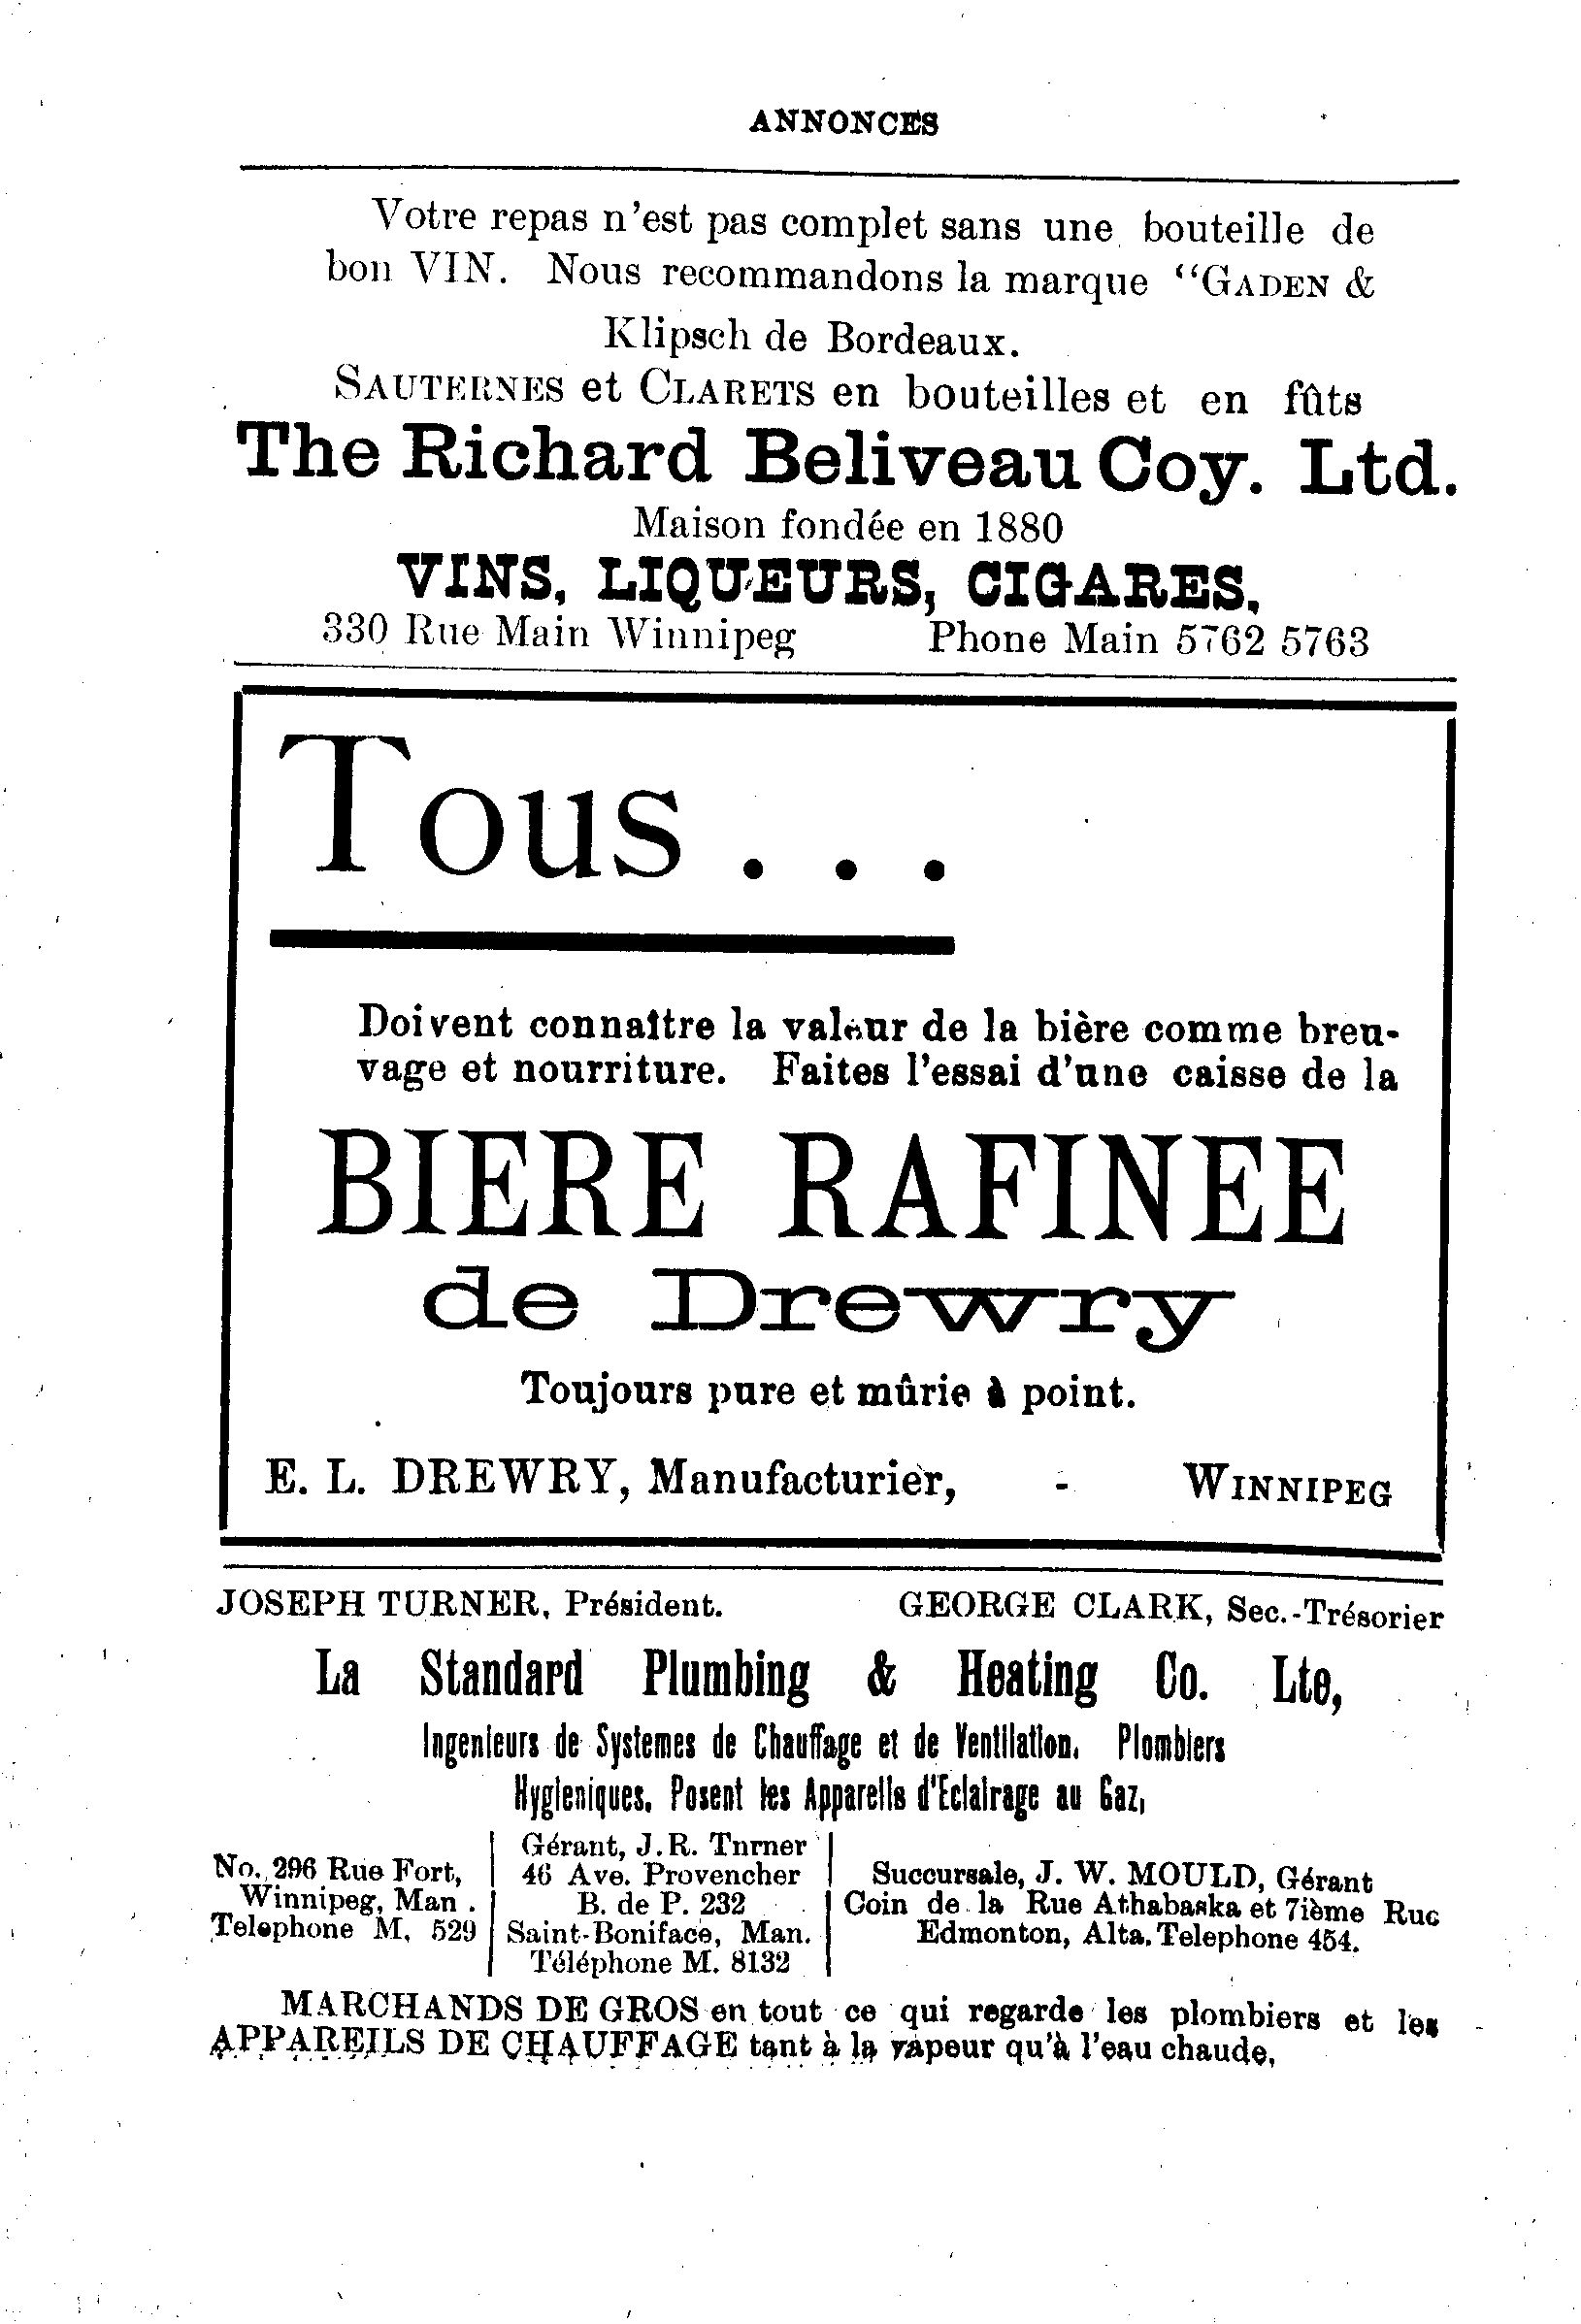 ANNONCES
Votre repas n'est pas complet sans une bouteille de
bon VIN. Nous recommandons la marque "GADEN &
Klipsch de Bordeaux.
SAUTERNES et CLARETS en bouteilles et en fûts
The Richard Beliveau Coy. Ltd.
Maison fondée en 1880
VINS, LIQUEURS, CIGARES,
330 Rue Main Winnipeg Phone Main 5762 5763
Tous . . .
Doivent connaître la valeur de la bière comme breu-
vage et nourriture. Faites l'essai d'une caisse de la
BIERE RAFINEE
de Drewry
Toujours pure et mûrie à point.
E. L. DREWRY, Manufacturier, - WINNIPEG
JOSEPH TURNER, Président. GEORGE CLARK, Sec.-Trésorier
La Standard Plumbing & Heating Co. Lte,
Ingenieurs de Systemes de Chauffage et de Ventilation. Plombiers
Hygieniques. Posent les Appareils d'Eclairage au Gaz,
No. 296 Rue Fort,
Winnipeg, Man.
Telephone M. 529
Gérant, J.R. Tnrner
46 Ave. Provencher
B. de P. 232
Saint-Boniface, Man.
Téléphone M. 8132
Succursale, J. W. MOULD, Gérant
Coin de la Rue Athabaska et 7ième Rue
Edmonton, Alta. Telephone 454.
MARCHANDS DE GROS en tout ce qui regarde les plombiers et les
APPAREILS DE CHAUFFAGE tant à la vapeur qu'à l'eau chaude,